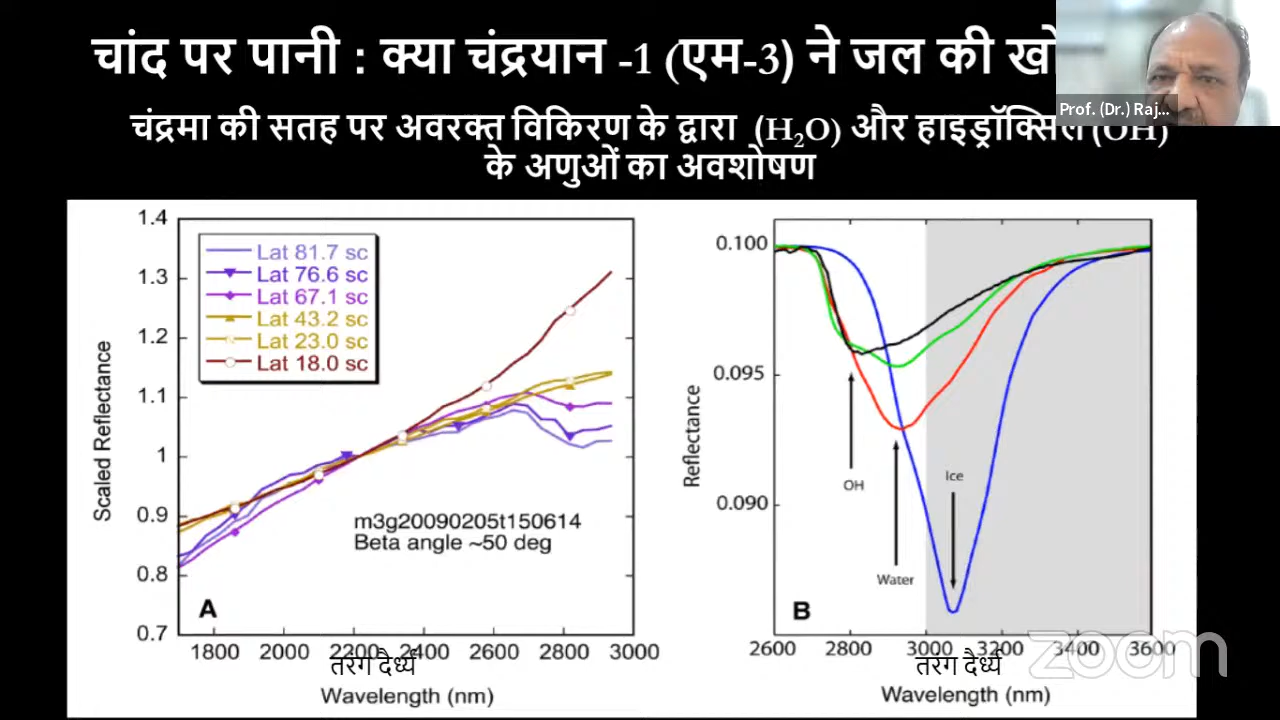 चांद पर पानी : क्या चंद्रयान -1 (एम-3) ने जल की
Prof. (Dr.) Raj...
चंद्रमा की सतह पर अवरक्त विकिरण के द्वारा (H₂O) और हाइड्रॉक्सिल (OH)
के अणुओं का अवशोषण
1.4
1.3
1.2
1.1
1
0.9
0.8
0.7
Scaled Reflectance
Lat 81.7 sc
Lat 76.6 sc
Lat 67.1 sc
Lat 43.2 sc
Lat 23.0 sc
Lat 18.0 sc
m3g20090205t150614
Beta angle ~50 deg
A
1800 2000 2200 2400 2600 2800 3000
तरंग दैर्ध्य
Wavelength (nm)
0.100
0.095
0.090
Reflectance
OH
Ice
Water
B
2600 2800 3000 3200 3400 3600
तरंग दैर्ध्य
Wavelength (nm)
zoom